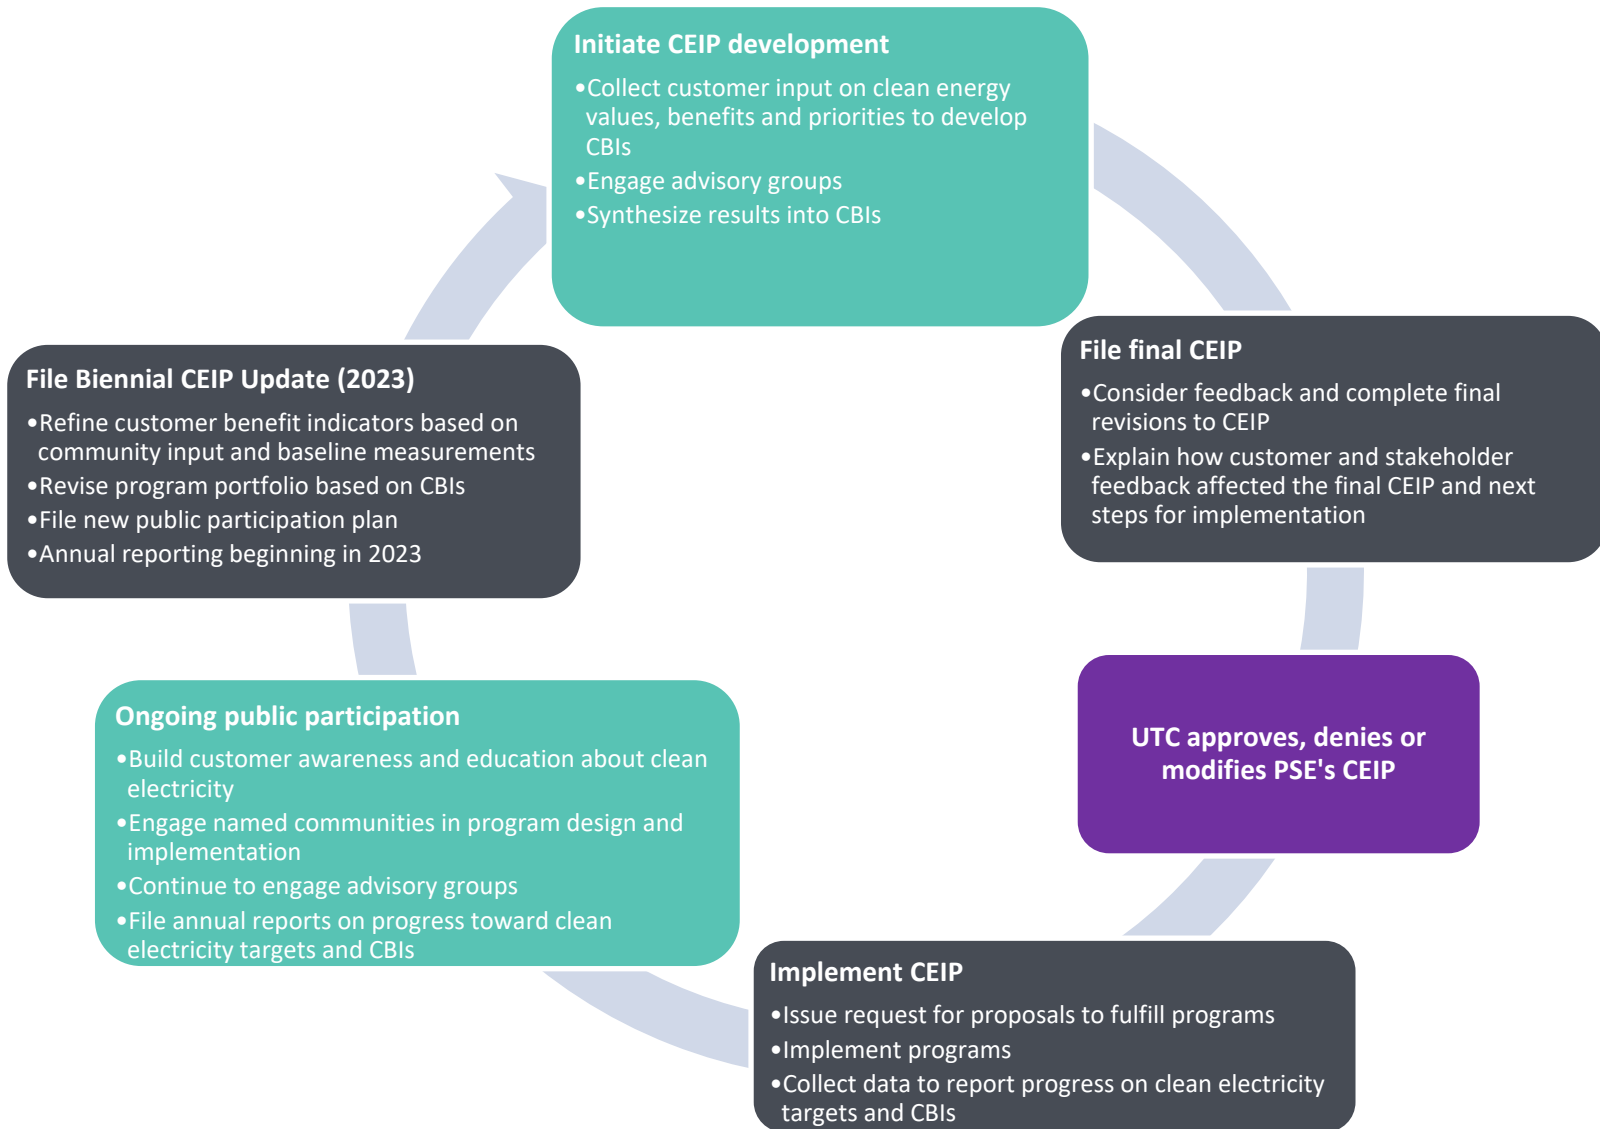 Initiate CEIP development
•Collect customer input on clean energy
values, benefits and priorities to develop
CBIs
•Engage advisory groups
•Synthesize results into CBIs
File final CEIP
•Consider feedback and complete final
revisions to CEIP
•Explain how customer and stakeholder
feedback affected the final CEIP and next
steps for implementation
UTC approves, denies or
modifies PSE's CEIP
Implement CEIP
•Issue request for proposals to fulfill programs
•Implement programs
•Collect data to report progress on clean electricity
targets and CBIs
Ongoing public participation
•Build customer awareness and education about clean
electricity
•Engage named communities in program design and
implementation
•Continue to engage advisory groups
•File annual reports on progress toward clean
electricity targets and CBIs
File Biennial CEIP Update (2023)
•Refine customer benefit indicators based on
community input and baseline measurements
•Revise program portfolio based on CBIs
•File new public participation plan
•Annual reporting beginning in 2023